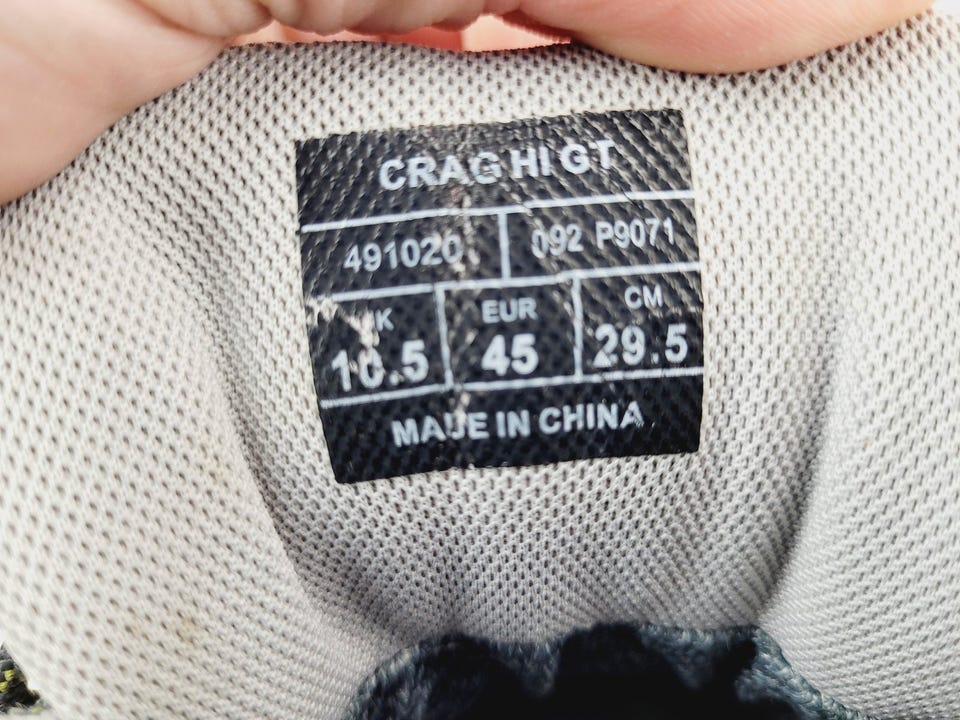 CRAG HI GT
491020 092 P9071
EUR CM
10.5 45 29.5
MADE IN CHINA